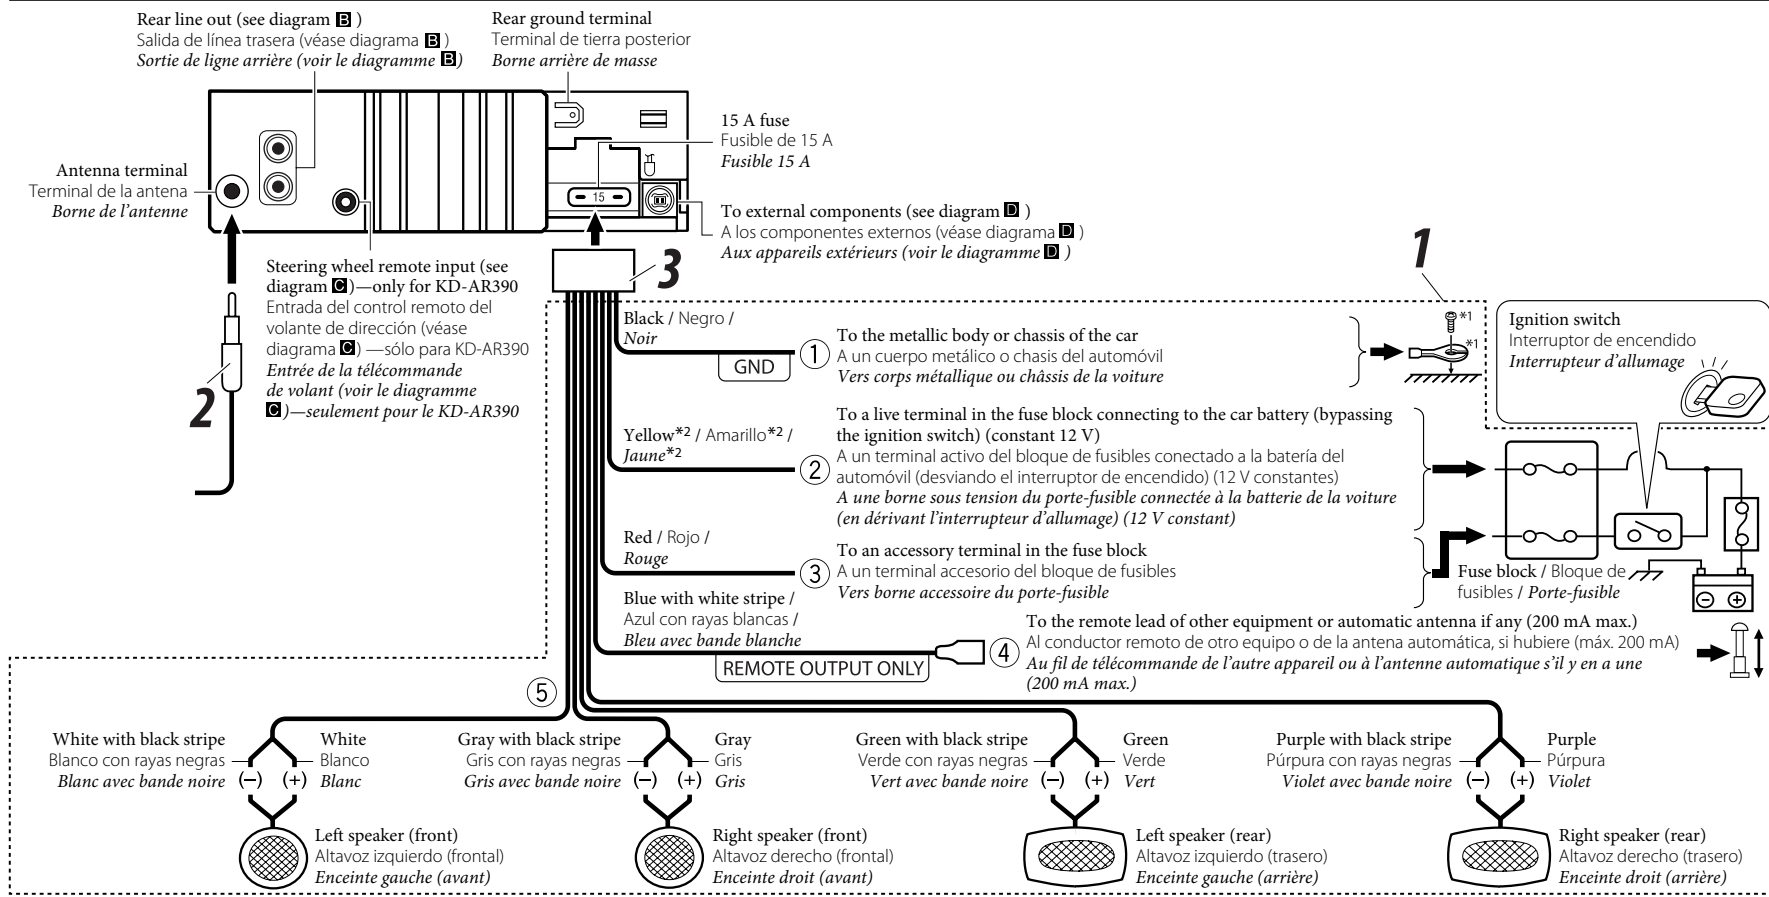 Rear line out (see diagram B )
Salida de línea trasera (véase diagrama B )
Sortie de ligne arrière (voir le diagramme B)
Rear ground terminal
Terminal de tierra posterior
Borne arrière de masse
15 A fuse
Fusible de 15 A
Fusible 15 A
15
Antenna terminal
Terminal de la antena
Borne de l'antenne
To external components (see diagram D )
A los componentes externos (véase diagrama D )
Aux appareils extérieurs (voir le diagramme D )
Steering wheel remote input (see
diagram C)—only for KD-AR390
Entrada del control remoto del
volante de dirección (véase
diagrama C) —sólo para KD-AR390
Entrée de la télécommande
de volant (voir le diagramme
C)—seulement pour le KD-AR390
2
3
1
Black / Negro /
Noir
GND
1
To the metallic body or chassis of the car
A un cuerpo metálico o chasis del automóvil
Vers corps métallique ou châssis de la voiture
*1
*1
Ignition switch
Interruptor de encendido
Interrupteur d'allumage
Yellow*2 / Amarillo*2 /
Jaune*2
2
To a live terminal in the fuse block connecting to the car battery (bypassing
the ignition switch) (constant 12 V)
A un terminal activo del bloque de fusibles conectado a la batería del
automóvil (desviando el interruptor de encendido) (12 V constantes)
A une borne sous tension du porte-fusible connectée à la batterie de la voiture
(en dérivant l'interrupteur d'allumage) (12 V constant)
Red / Rojo /
Rouge
3
To an accessory terminal in the fuse block
A un terminal accesorio del bloque de fusibles
Vers borne accessoire du porte-fusible
Fuse block / Bloque de
fusibles / Porte-fusible
Blue with white stripe /
Azul con rayas blancas /
Bleu avec bande blanche
REMOTE OUTPUT ONLY
4
To the remote lead of other equipment or automatic antenna if any (200 mA max.)
Al conductor remoto de otro equipo o de la antena automática, si hubiere (máx. 200 mA)
Au fil de télécommande de l'autre appareil ou à l'antenne automatique s'il y en a une
(200 mA max.)
5
White with black stripe
Blanco con rayas negras
Blanc avec bande noire
(−)
(+)
White
Blanco
Blanc
Gray with black stripe
Gris con rayas negras
Gris avec bande noire
(−)
(+)
Gray
Gris
Gris
Green with black stripe
Verde con rayas negras
Vert avec bande noire
(−)
(+)
Green
Verde
Vert
Purple with black stripe
Púrpura con rayas negras
Violet avec bande noire
(−)
(+)
Purple
Púrpura
Violet
Left speaker (front)
Altavoz izquierdo (frontal)
Enceinte gauche (avant)
Right speaker (front)
Altavoz derecho (frontal)
Enceinte droit (avant)
Left speaker (rear)
Altavoz izquierdo (trasero)
Enceinte gauche (arrière)
Right speaker (rear)
Altavoz derecho (trasero)
Enceinte droit (arrière)